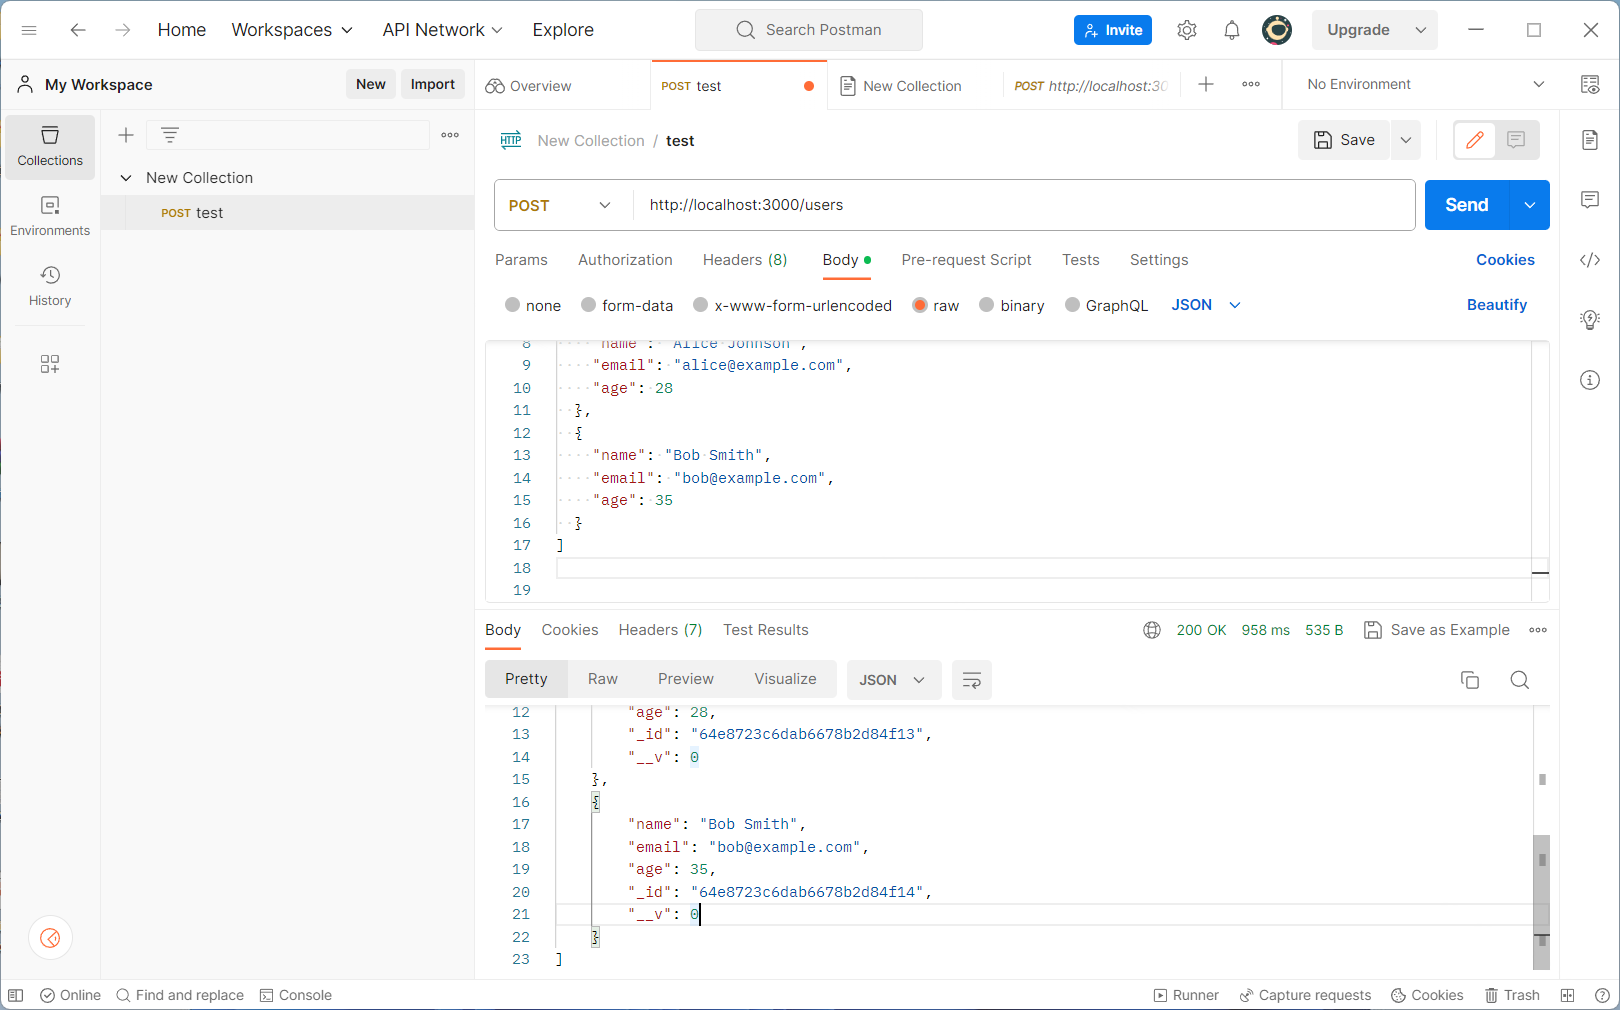 Home Workspaces API Network Explore Search Postman Invite Upgrade
My Workspace New Import Overview POST test New Collection POST http://localhost:30 No Environment
Collections
Environments
History
New Collection
POST test
HTTP New Collection / test Save
POST http://localhost:3000/users Send
Params Authorization Headers (8) Body Pre-request Script Tests Settings Cookies
none form-data x-www-form-urlencoded raw binary GraphQL JSON Beautify
8 "name": "Alice Johnson",
9 "email": "alice@example.com",
10 "age": 28
11 },
12 {
13 "name": "Bob Smith",
14 "email": "bob@example.com",
15 "age": 35
16 }
17 ]
18
19
Body Cookies Headers (7) Test Results 200 OK 958 ms 535 B Save as Example
Pretty Raw Preview Visualize JSON
12 "age": 28,
13 "_id": "64e8723c6dab6678b2d84f13",
14 "__v": 0
15 },
16 {
17 "name": "Bob Smith",
18 "email": "bob@example.com",
19 "age": 35,
20 "_id": "64e8723c6dab6678b2d84f14",
21 "__v": 0
22 }
23 ]
Online Find and replace Console Runner Capture requests Cookies Trash